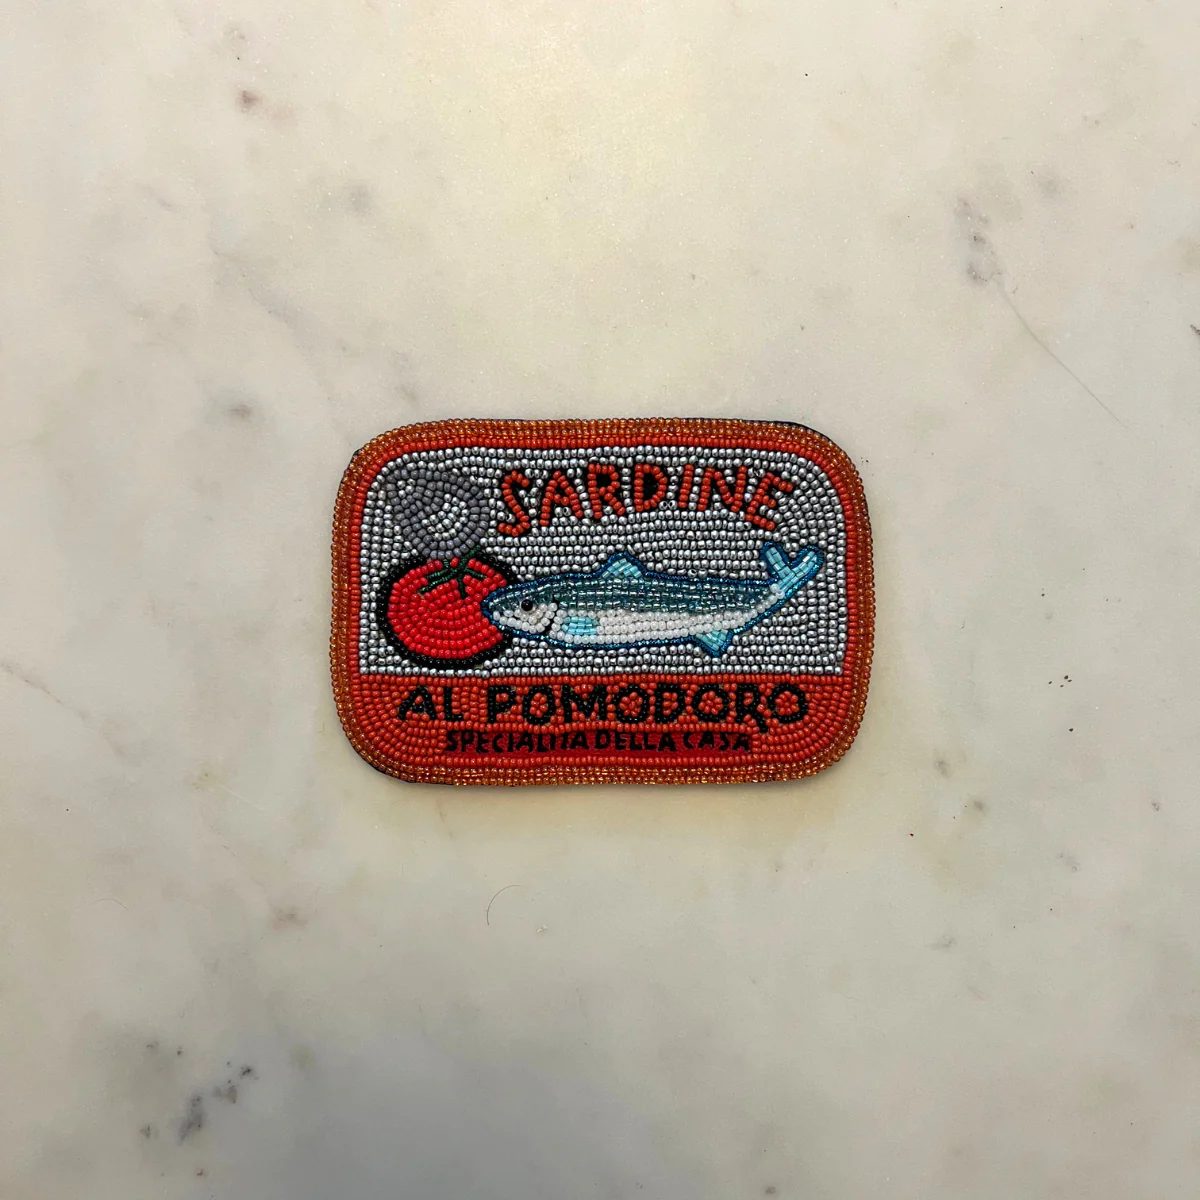 SARDINE
AL POMODORO
SPECIALITA DELLA CASA